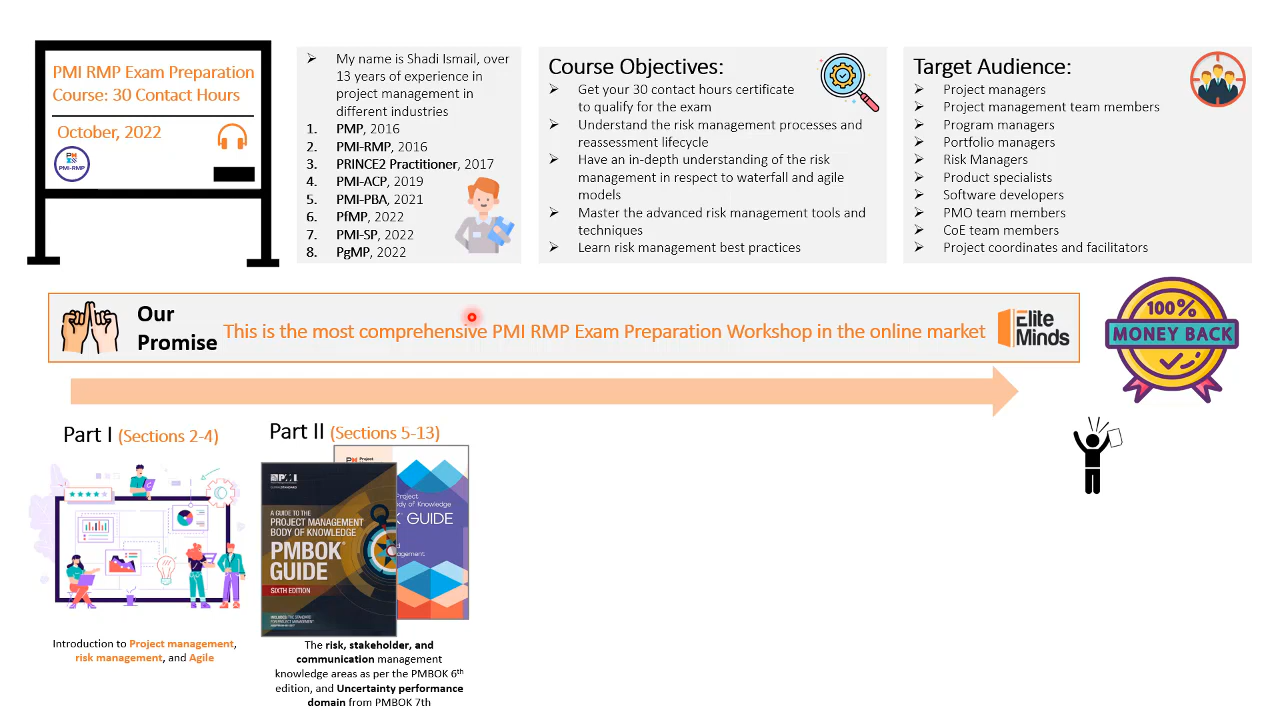 PMI RMP Exam Preparation
Course: 30 Contact Hours
October, 2022
PMI-RMP
My name is Shadi Ismail, over
13 years of experience in
project management in
different industries
1. PMP, 2016
2. PMI-RMP, 2016
3. PRINCE2 Practitioner, 2017
4. PMI-ACP, 2019
5. PMI-PBA, 2021
6. PfMP, 2022
7. PMI-SP, 2022
8. PgMP, 2022
Course Objectives:
Get your 30 contact hours certificate
to qualify for the exam
Understand the risk management processes and
reassessment lifecycle
Have an in-depth understanding of the risk
management in respect to waterfall and agile
models
Master the advanced risk management tools and
techniques
Learn risk management best practices
Target Audience:
Project managers
Project management team members
Program managers
Portfolio managers
Risk Managers
Product specialists
Software developers
PMO team members
CoE team members
Project coordinates and facilitators
Our
Promise
This is the most comprehensive PMI RMP Exam Preparation Workshop in the online market
Elite
Minds
100%
MONEY BACK
Part I (Sections 2-4)
Introduction to Project management,
risk management, and Agile
Part II (Sections 5-13)
PMI
A GUIDE TO THE
PROJECT MANAGEMENT
BODY OF KNOWLEDGE
PMBOK®
GUIDE
SIXTH EDITION
Project
Body of Knowledge
GUIDE
The risk, stakeholder, and
communication management
knowledge areas as per the PMBOK 6th
edition, and Uncertainty performance
domain from PMBOK 7th